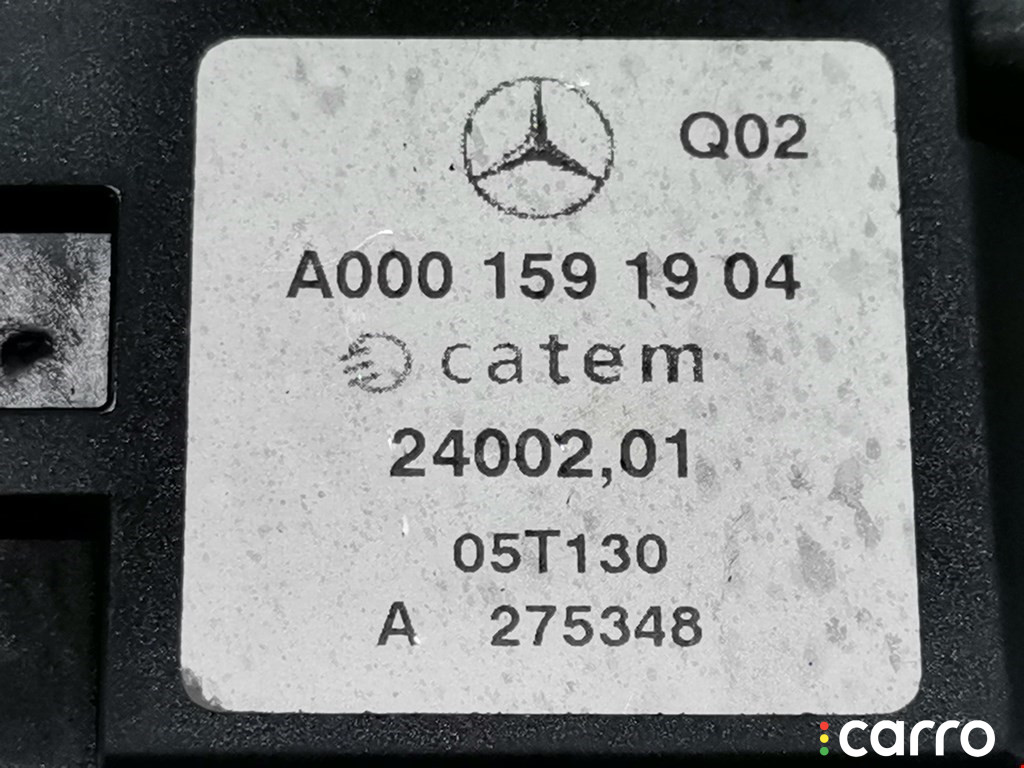 Q02
A000 159 19 04
catem
24002,01
05T130
A 275348
carro